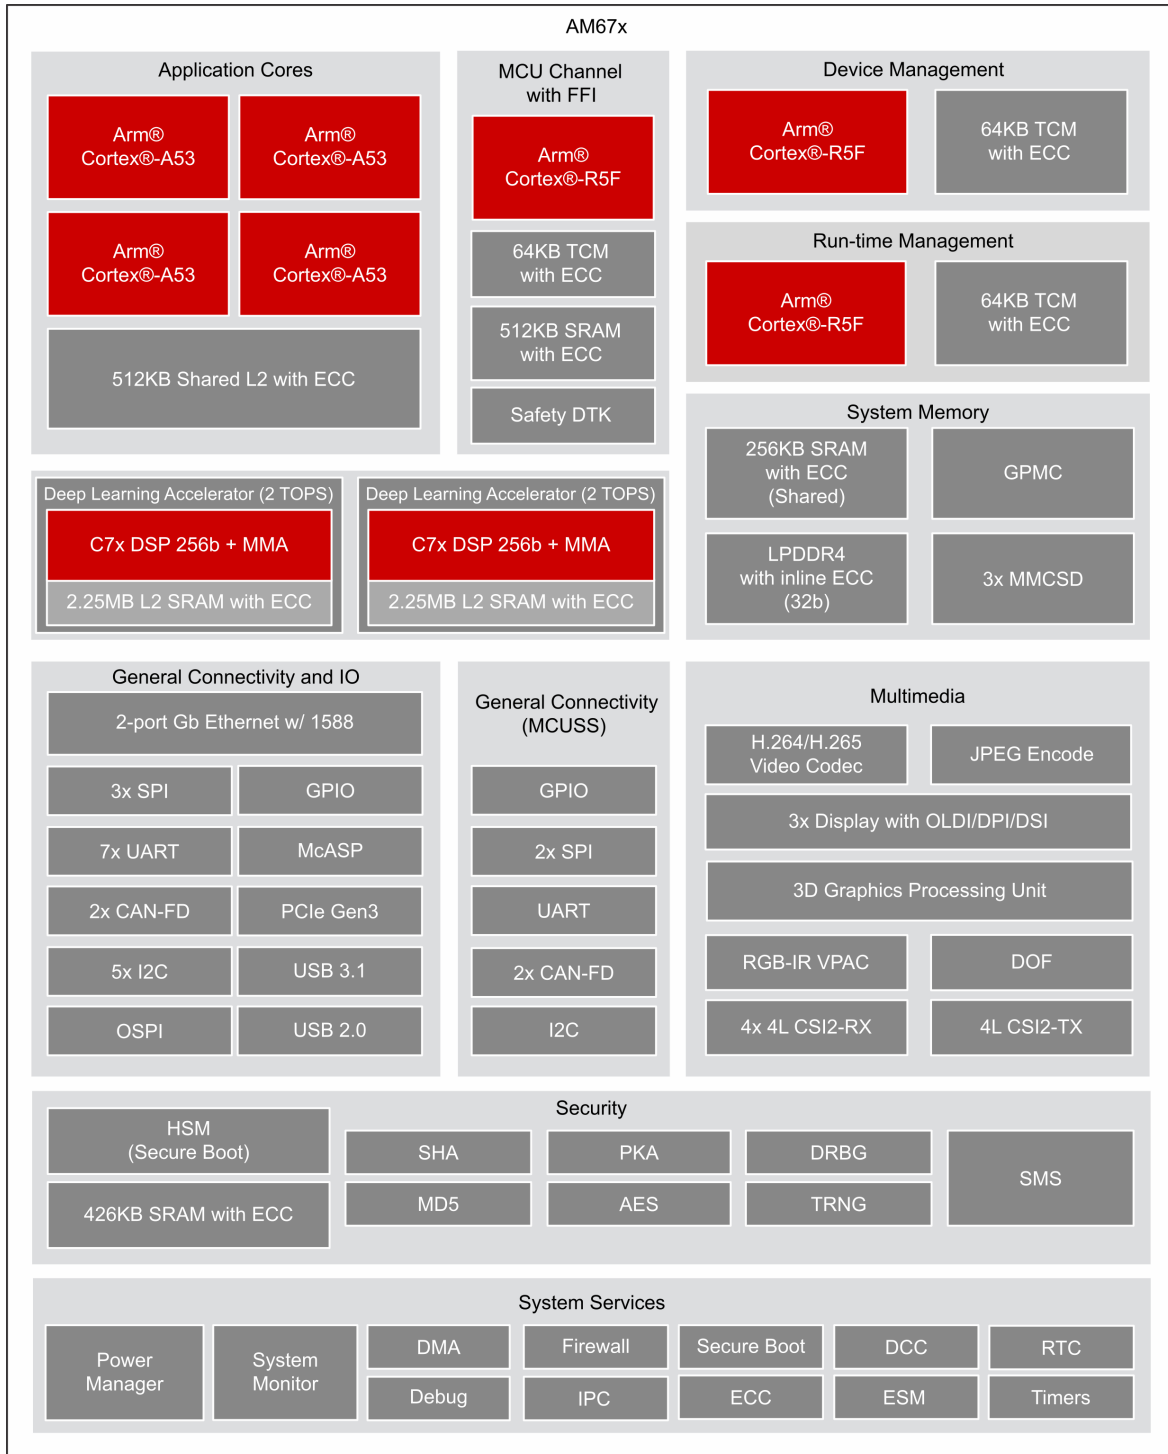 AM67x
Application Cores
Arm®
Cortex®-A53
Arm®
Cortex®-A53
Arm®
Cortex®-A53
Arm®
Cortex®-A53
512KB Shared L2 with ECC
MCU Channel
with FFI
Arm®
Cortex®-R5F
64KB TCM
with ECC
512KB SRAM
with ECC
Safety DTK
Device Management
Arm®
Cortex®-R5F
64KB TCM
with ECC
Run-time Management
Arm®
Cortex®-R5F
64KB TCM
with ECC
System Memory
256KB SRAM
with ECC
(Shared)
GPMC
LPDDR4
with inline ECC
(32b)
3x MMCSD
Deep Learning Accelerator (2 TOPS)
C7x DSP 256b + MMA
2.25MB L2 SRAM with ECC
Deep Learning Accelerator (2 TOPS)
C7x DSP 256b + MMA
2.25MB L2 SRAM with ECC
General Connectivity and IO
2-port Gb Ethernet w/ 1588
3x SPI
GPIO
7x UART
McASP
2x CAN-FD
PCIe Gen3
5x I2C
USB 3.1
OSPI
USB 2.0
General Connectivity
(MCUSS)
GPIO
2x SPI
UART
2x CAN-FD
I2C
Multimedia
H.264/H.265
Video Codec
JPEG Encode
3x Display with OLDI/DPI/DSI
3D Graphics Processing Unit
RGB-IR VPAC
DOF
4x 4L CSI2-RX
4L CSI2-TX
Security
HSM
(Secure Boot)
426KB SRAM with ECC
SHA
PKA
DRBG
MD5
AES
TRNG
SMS
System Services
Power
Manager
System
Monitor
DMA
Firewall
Secure Boot
DCC
RTC
Debug
IPC
ECC
ESM
Timers